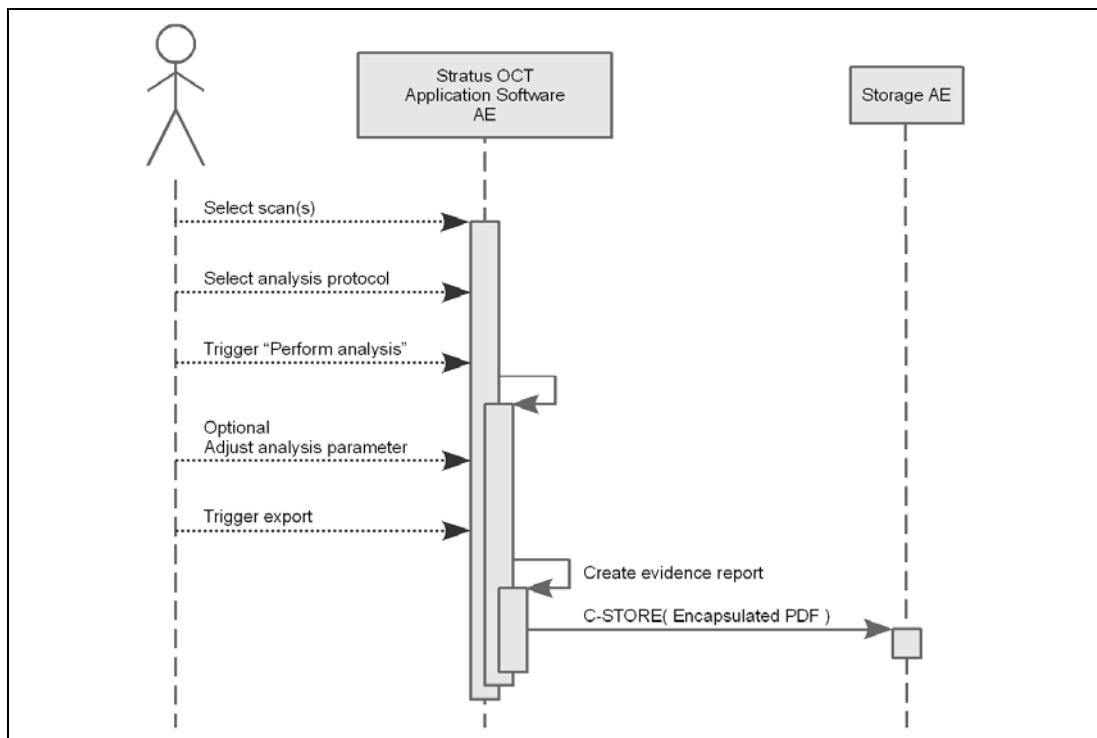 Stratus OCT
Application Software
AE
Storage AE
Select scan(s)
Select analysis protocol
Trigger “Perform analysis”
Optional
Adjust analysis parameter
Trigger export
Create evidence report
C-STORE( Encapsulated PDF )